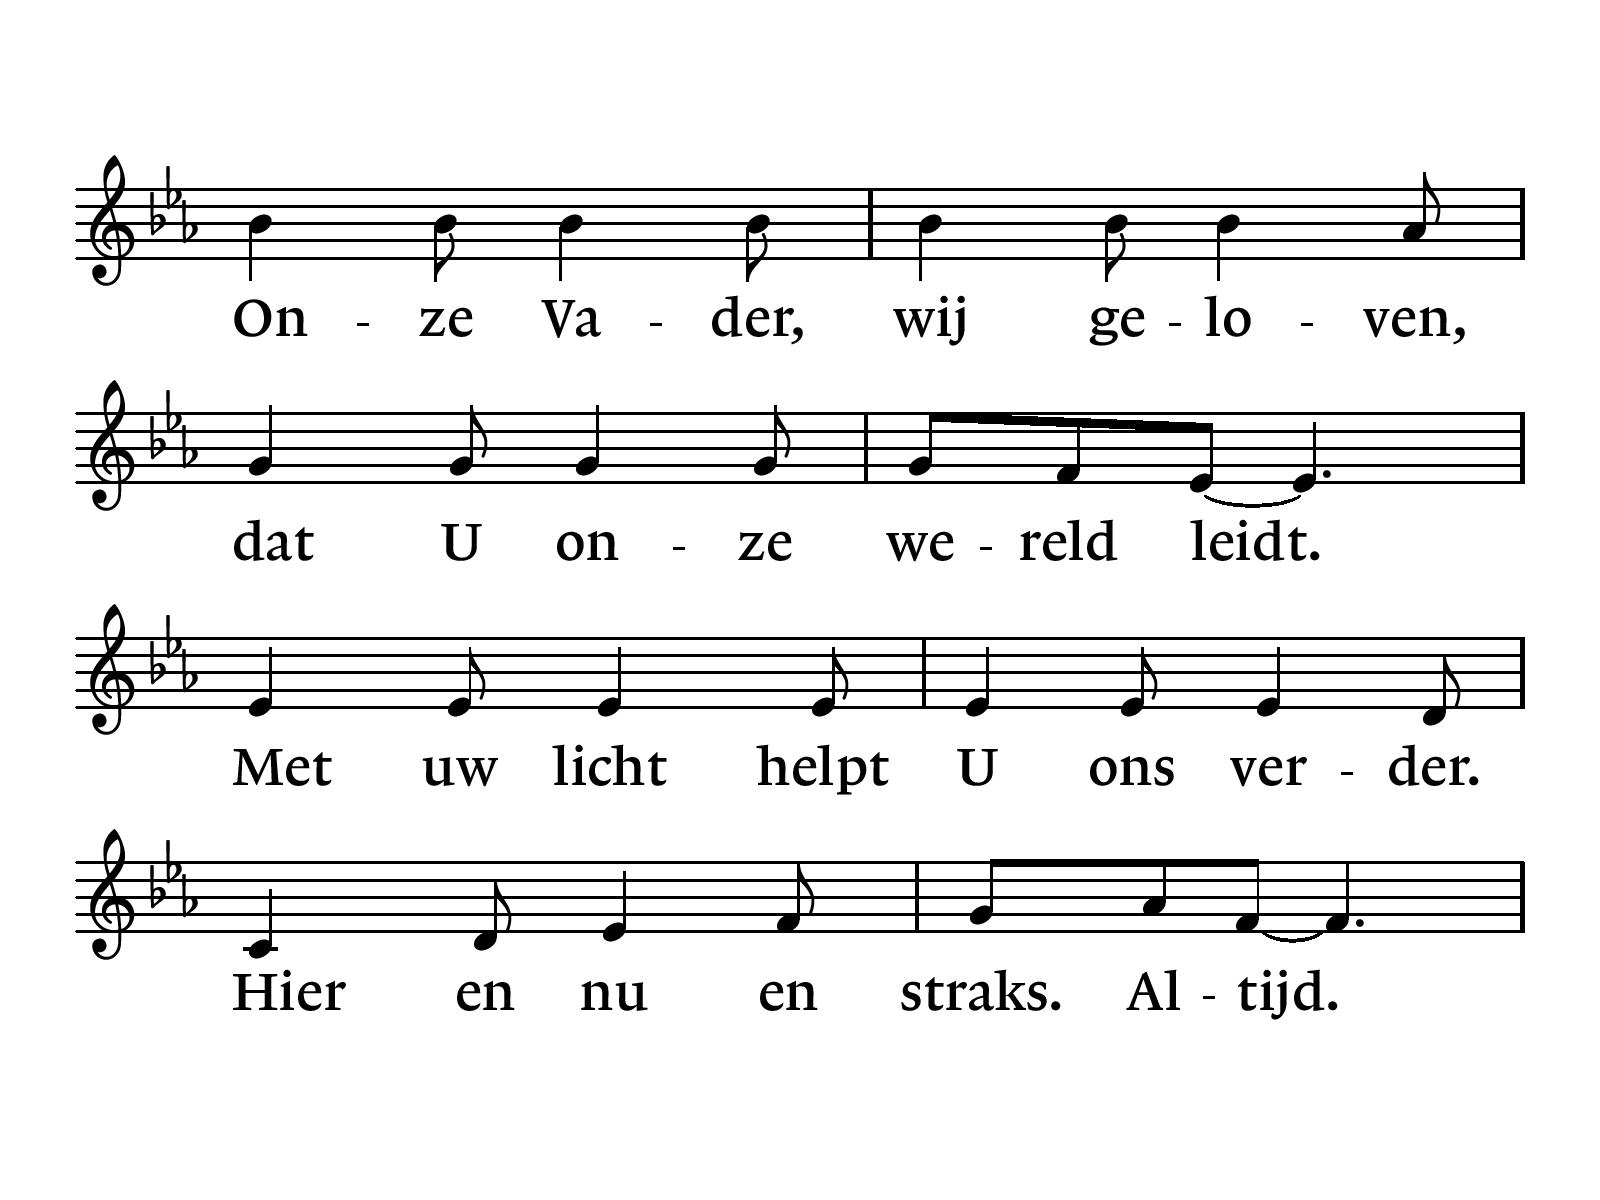 On - ze Va - der, wij ge - lo - ven,
dat U on - ze we - reld leidt.
Met uw licht helpt U ons ver - der.
Hier en nu en straks. Al - tijd.